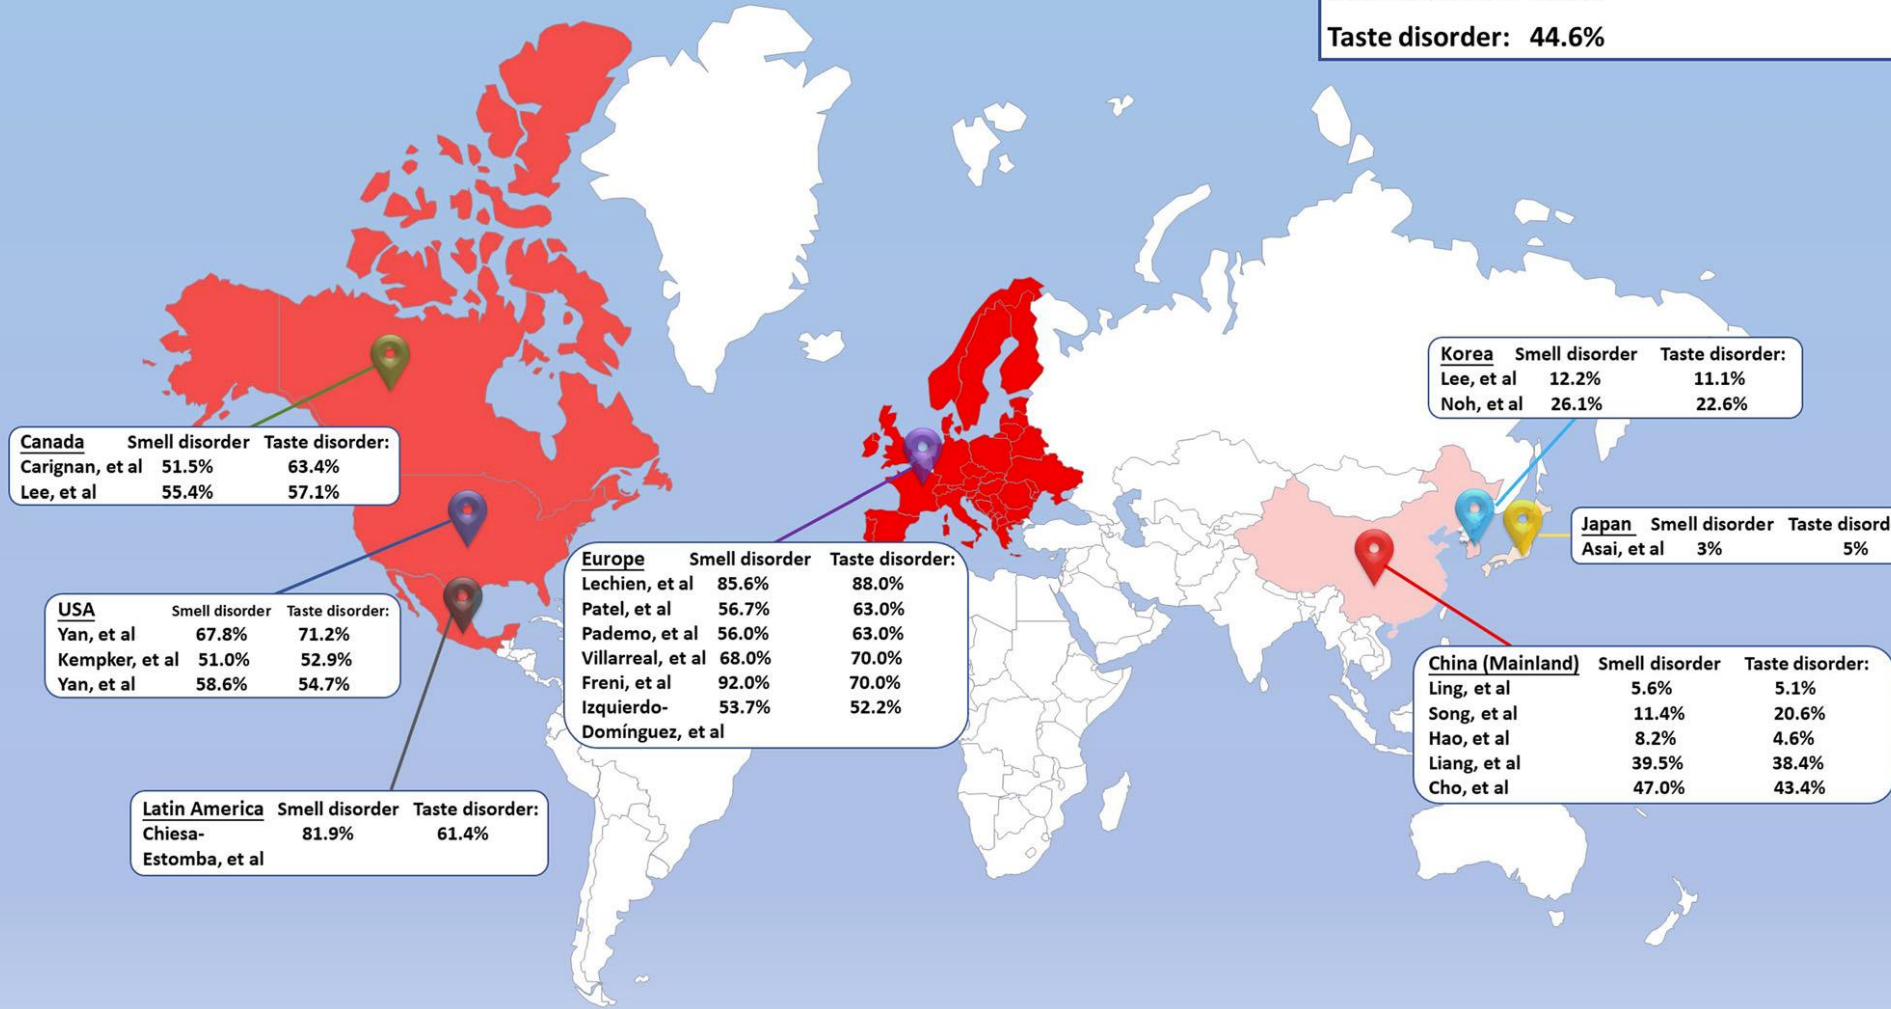 Taste disorder: 44.6%
Korea Smell disorder Taste disorder:
Lee, et al 12.2% 11.1%
Noh, et al 26.1% 22.6%
Canada Smell disorder Taste disorder:
Carignan, et al 51.5% 63.4%
Lee, et al 55.4% 57.1%
Japan Smell disorder Taste disord
Asai, et al 3% 5%
Europe Smell disorder Taste disorder:
Lechien, et al 85.6% 88.0%
Patel, et al 56.7% 63.0%
Pademo, et al 56.0% 63.0%
Villarreal, et al 68.0% 70.0%
Freni, et al 92.0% 70.0%
Izquierdo- 53.7% 52.2%
Domínguez, et al
USA Smell disorder Taste disorder:
Yan, et al 67.8% 71.2%
Kempker, et al 51.0% 52.9%
Yan, et al 58.6% 54.7%
China (Mainland) Smell disorder Taste disorder:
Ling, et al 5.6% 5.1%
Song, et al 11.4% 20.6%
Hao, et al 8.2% 4.6%
Liang, et al 39.5% 38.4%
Cho, et al 47.0% 43.4%
Latin America Smell disorder Taste disorder:
Chiesa- 81.9% 61.4%
Estomba, et al